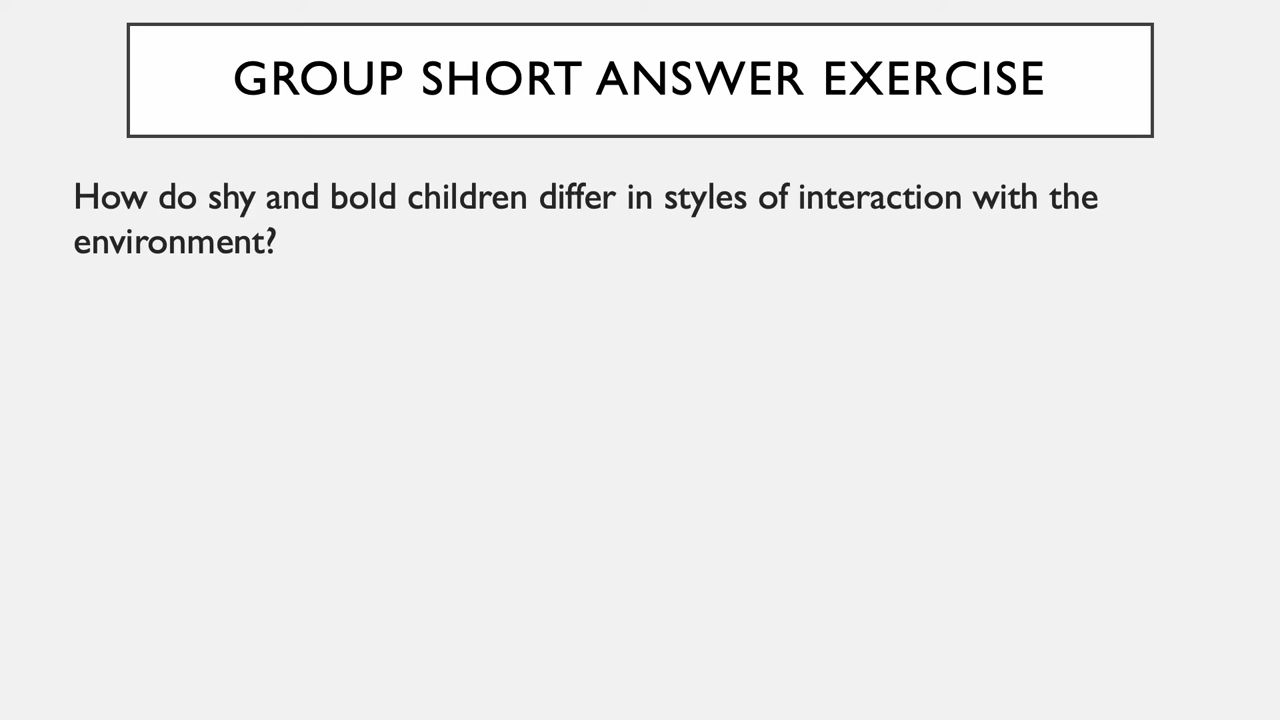 GROUP SHORT ANSWER EXERCISE
How do shy and bold children differ in styles of interaction with the
environment?